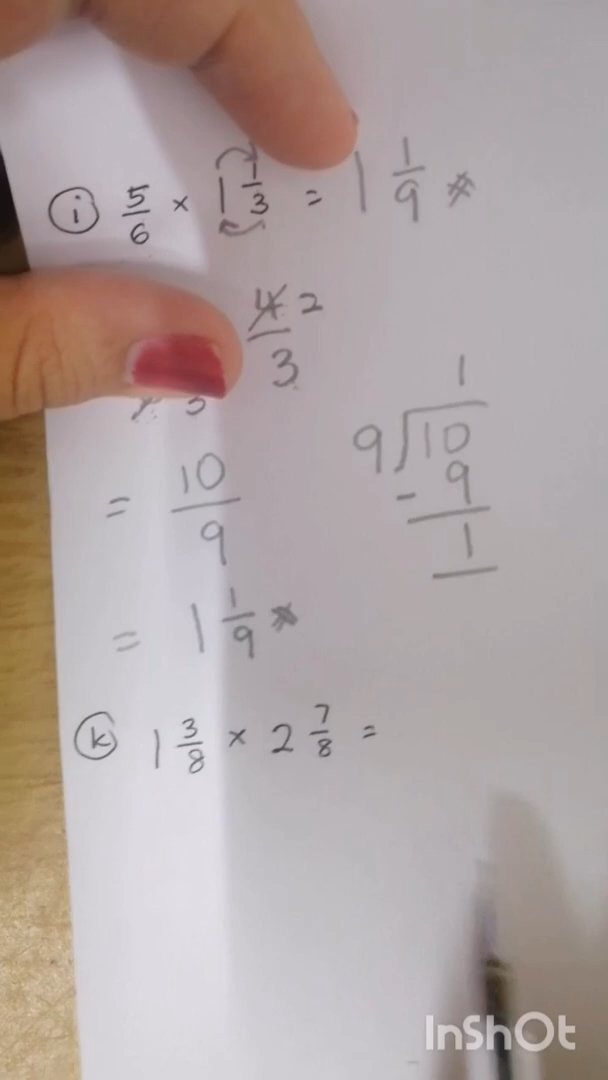 i 5/6 × 1 1/3 = 1 1/9 *
4 2
3
3
= 10/9
1
9 10
- 9
1
= 1 1/9 *
k 1 3/8 × 2 7/8 =
InShOt